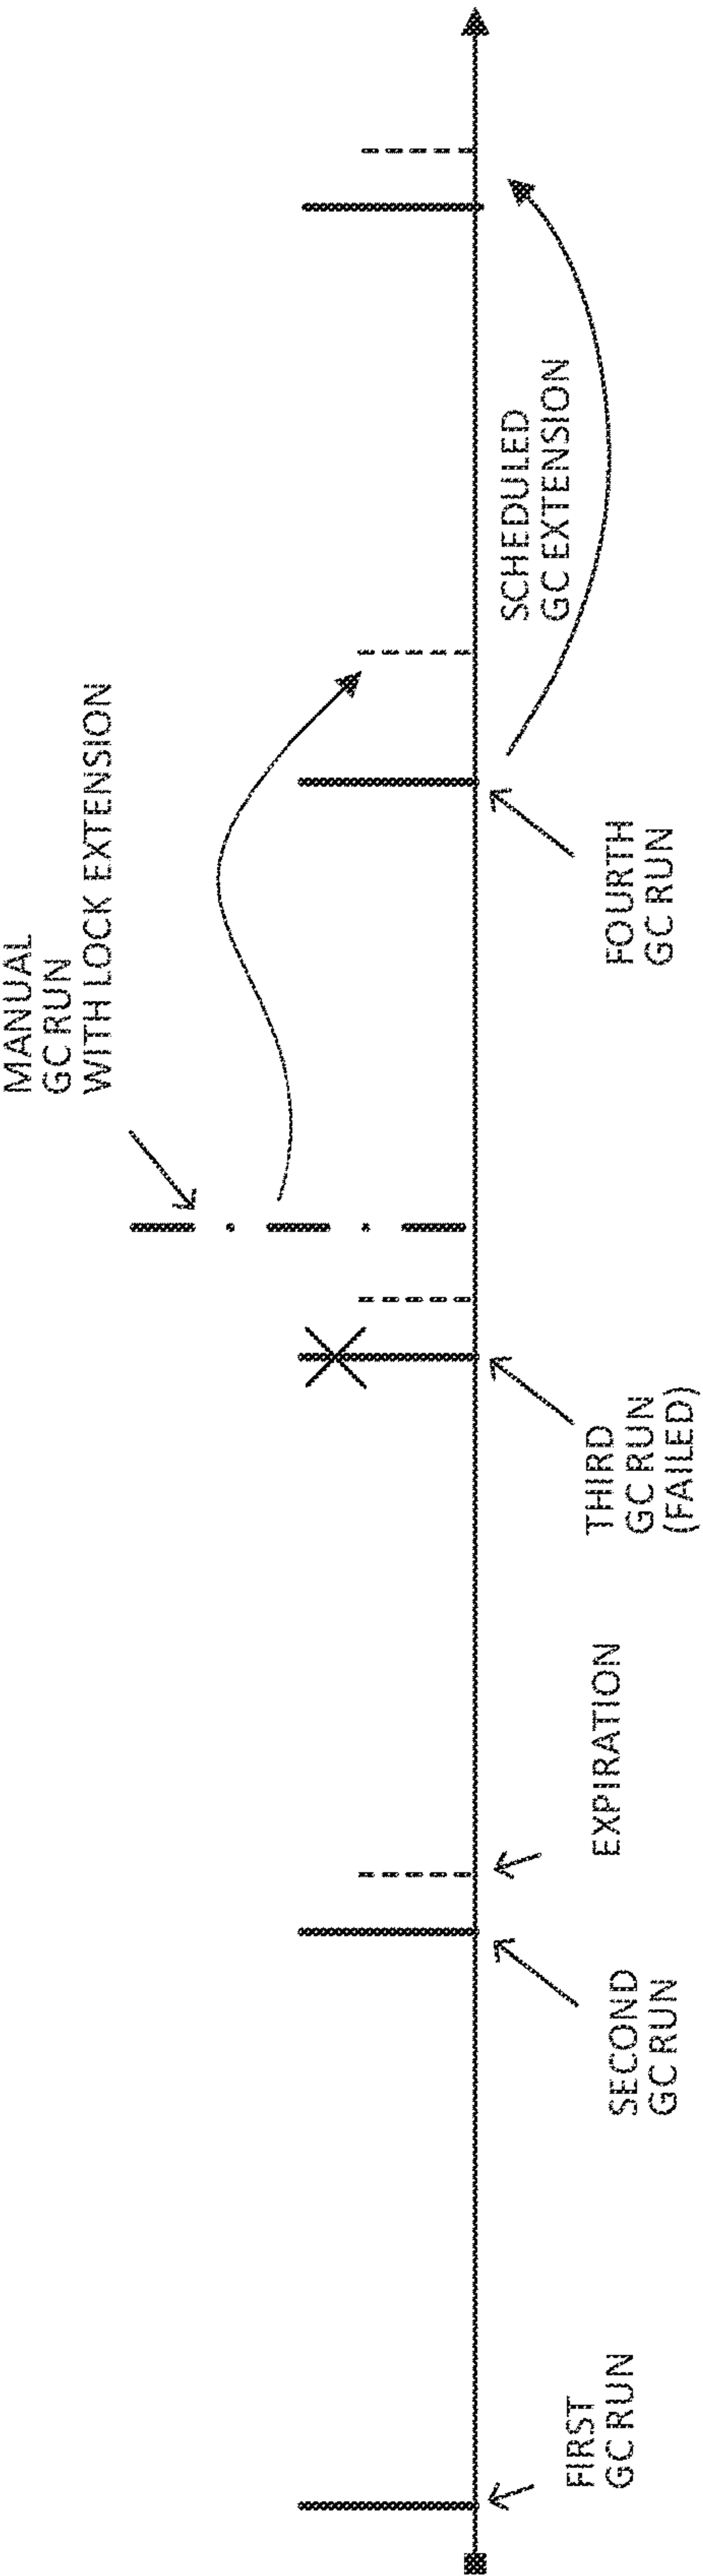 MANUAL
GC RUN
WITH LOCK EXTENSION
FIRST
GC RUN
SECOND
GC RUN
EXPIRATION
THIRD
GC RUN
(FAILED)
FOURTH
GC RUN
SCHEDULED
GC EXTENSION